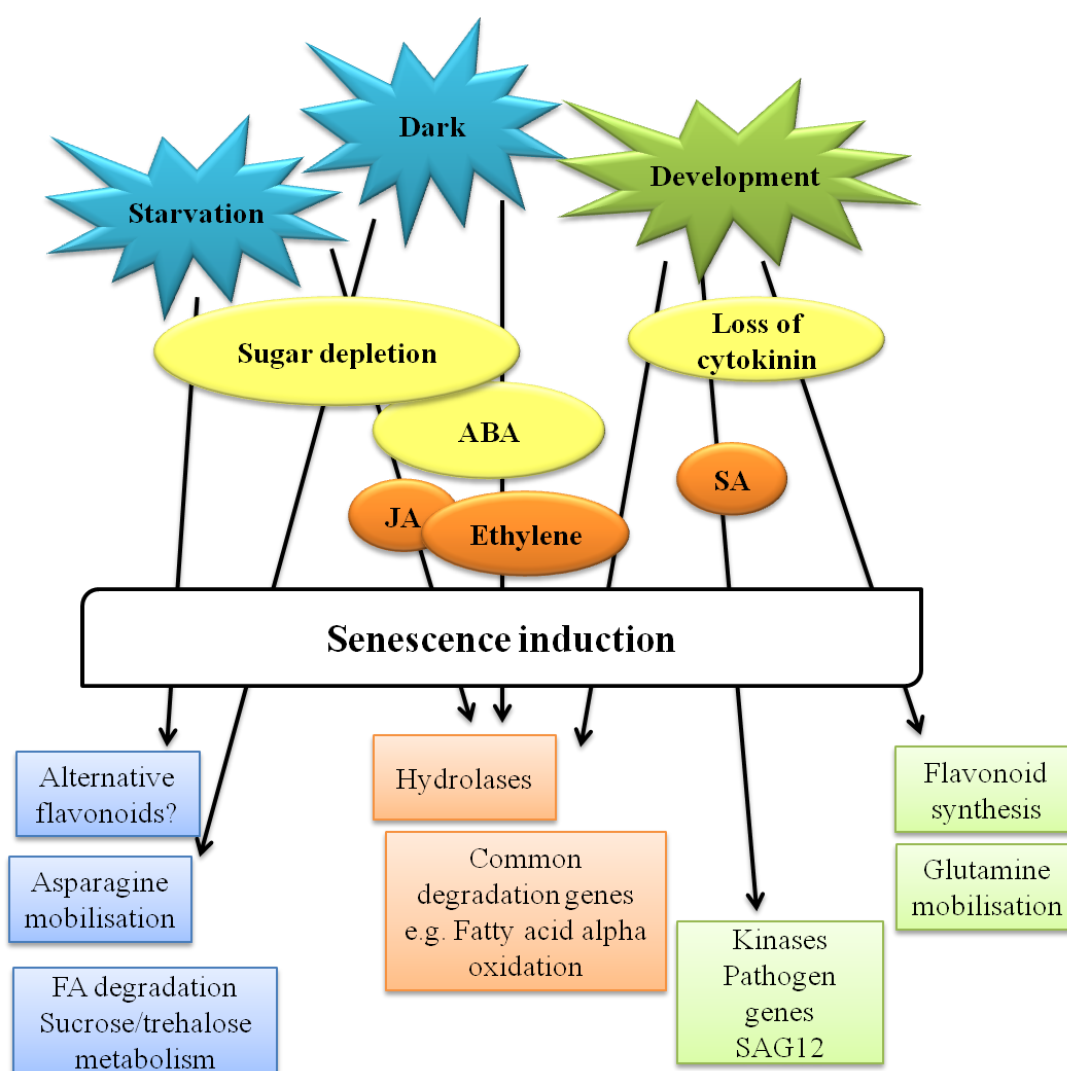 Dark
Development
Starvation
Sugar depletion
Loss of
cytokinin
ABA
JA
Ethylene
SA
Senescence induction
Alternative
flavonoids?
Asparagine
mobilisation
FA degradation
Sucrose/trehalose
metabolism
Hydrolases
Common
degradation genes
e.g. Fatty acid alpha
oxidation
Kinases
Pathogen
genes
SAG12
Flavonoid
synthesis
Glutamine
mobilisation